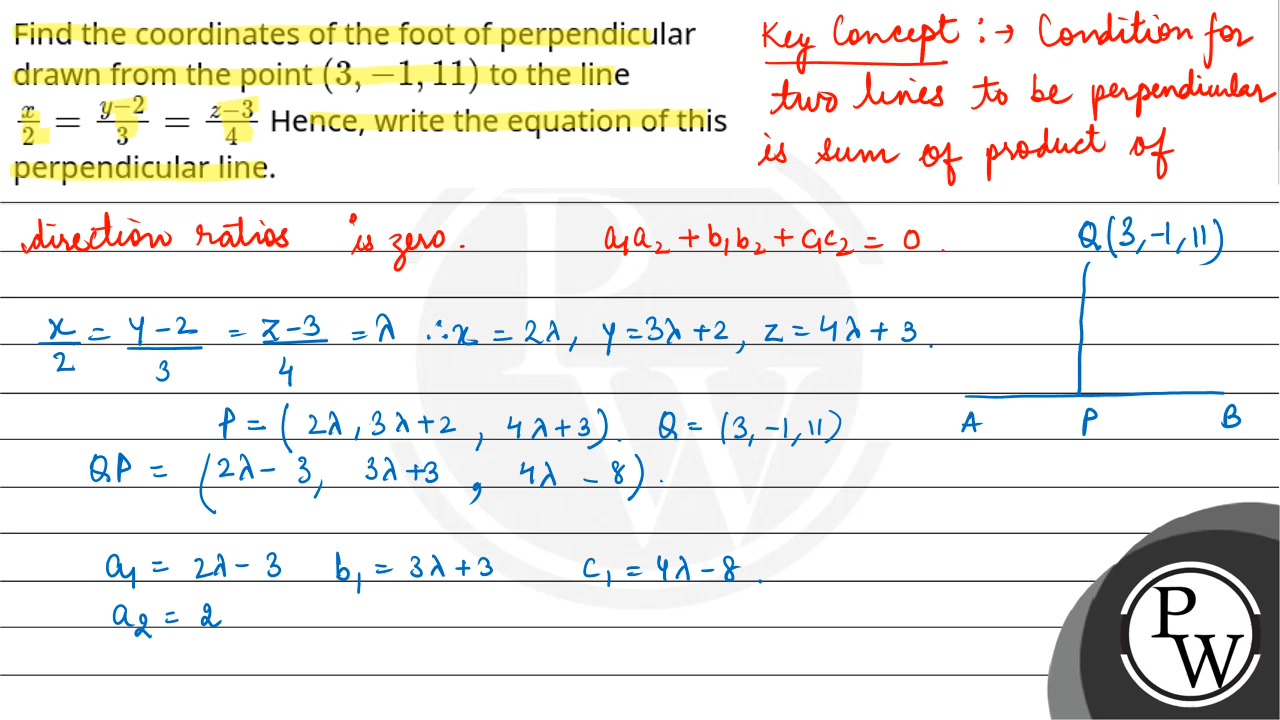 Find the coordinates of the foot of perpendicular
drawn from the point (3, −1, 11) to the line
x/2 = y−2/3 = z−3/4 Hence, write the equation of this
perpendicular line.
Key Concept :→ Condition for
two lines to be perpendicular
is sum of product of
direction ratios is zero. a₁a₂ + b₁b₂ + c₁c₂ = 0.
Q(3, -1, 11)
x/2 = y-2/3 = z-3/4 = λ ∴ x = 2λ, y = 3λ+2, z = 4λ+3.
A P B
P = (2λ, 3λ+2, 4λ+3). Q = (3, -1, 11)
QP = (2λ-3, 3λ+3, 4λ-8).
a₁ = 2λ-3 b₁ = 3λ+3 c₁ = 4λ-8.
a₂ = 2
PW